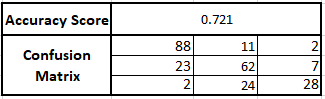 Accuracy Score 0.721
Confusion Matrix
88 11 2
23 62 7
2 24 28